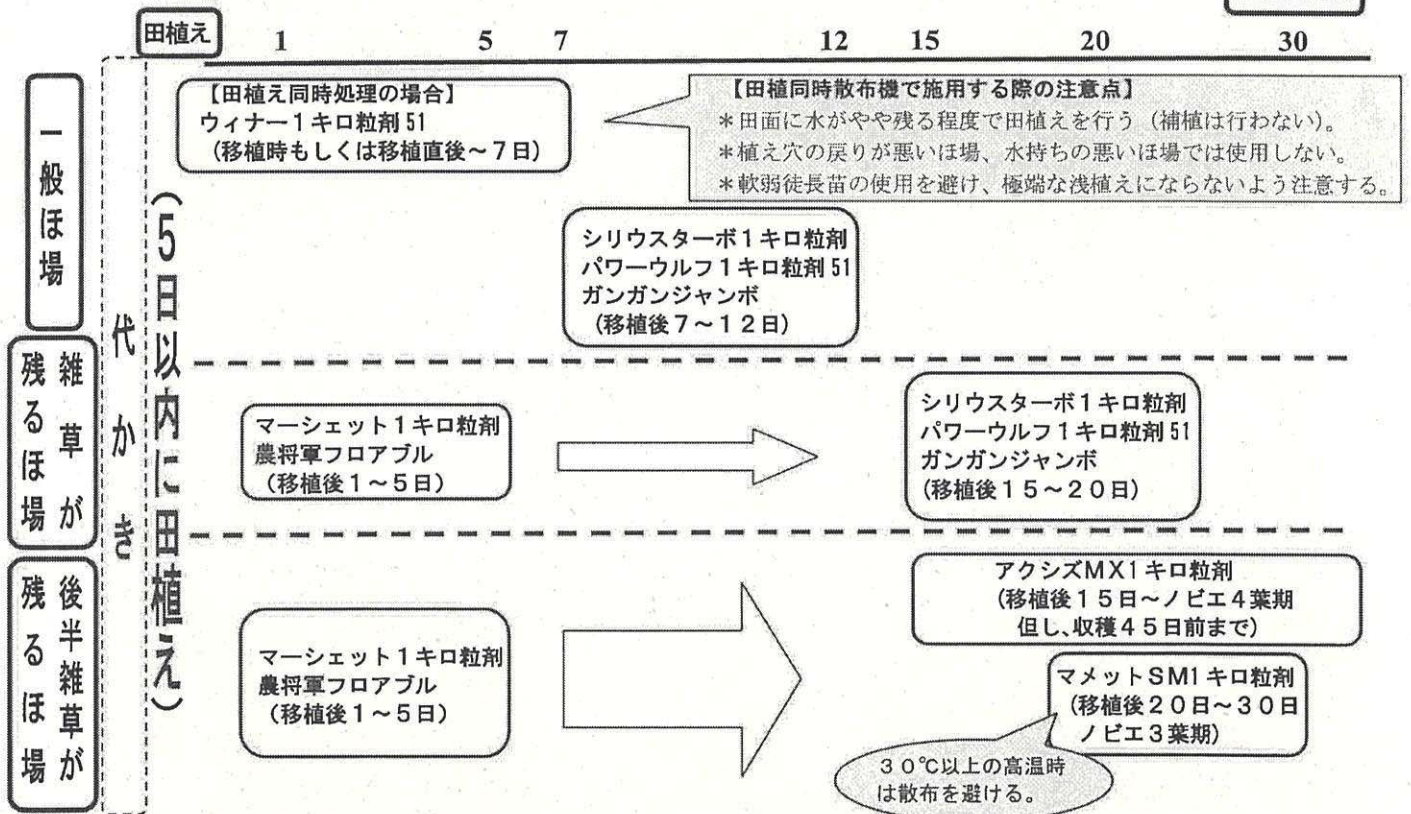 田植え
1 5 7 12 15 20 30
一般ほ場
代かき
(5日以内に田植え)
【田植え同時処理の場合】
ウィナー1キロ粒剤51
(移植時もしくは移植直後~7日)
【田植同時散布機で施用する際の注意点】
*田面に水がやや残る程度で田植えを行う(補植は行わない)。
*植え穴の戻りが悪いほ場、水持ちの悪いほ場では使用しない。
*軟弱徒長苗の使用を避け、極端な浅植えにならないよう注意する。
シリウスターボ1キロ粒剤
パワーウルフ1キロ粒剤51
ガンガンジャンボ
(移植後7~12日)
雑草が
残るほ場
マーシェット1キロ粒剤
農将軍フロアブル
(移植後1~5日)
シリウスターボ1キロ粒剤
パワーウルフ1キロ粒剤51
ガンガンジャンボ
(移植後15~20日)
後半雑草が
残るほ場
マーシェット1キロ粒剤
農将軍フロアブル
(移植後1~5日)
アクシズMX1キロ粒剤
(移植後15日~ノビエ4葉期
但し、収穫45日前まで)
マメットSM1キロ粒剤
(移植後20日~30日
ノビエ3葉期)
30℃以上の高温時
は散布を避ける。